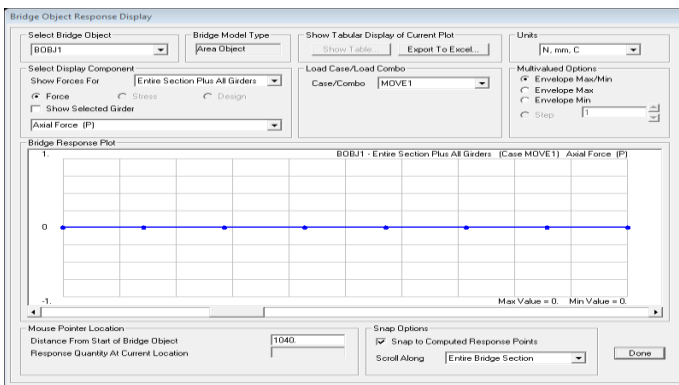 Bridge Object Response Display
Select Bridge Object
BOBJ1
Bridge Model Type
Area Object
Show Tabular Display of Current Plot
Show Table...
Export To Excel...
Units
N, mm, C
Select Display Component
Show Forces For
Entire Section Plus All Girders
Force
Stress
Design
Show Selected Girder
Axial Force (P)
Load Case/Load Combo
Case/Combo
MOVE1
Multivalued Options
Envelope Max/Min
Envelope Max
Envelope Min
Step
1
Bridge Response Plot
1.
BOBJ1 - Entire Section Plus All Girders (Case MOVE1) Axial Force (P)
0
-1.
Max Value = 0. Min Value = 0.
Mouse Pointer Location
Distance From Start of Bridge Object
1040.
Response Quantity At Current Location
Snap Options
Snap to Computed Response Points
Scroll Along
Entire Bridge Section
Done